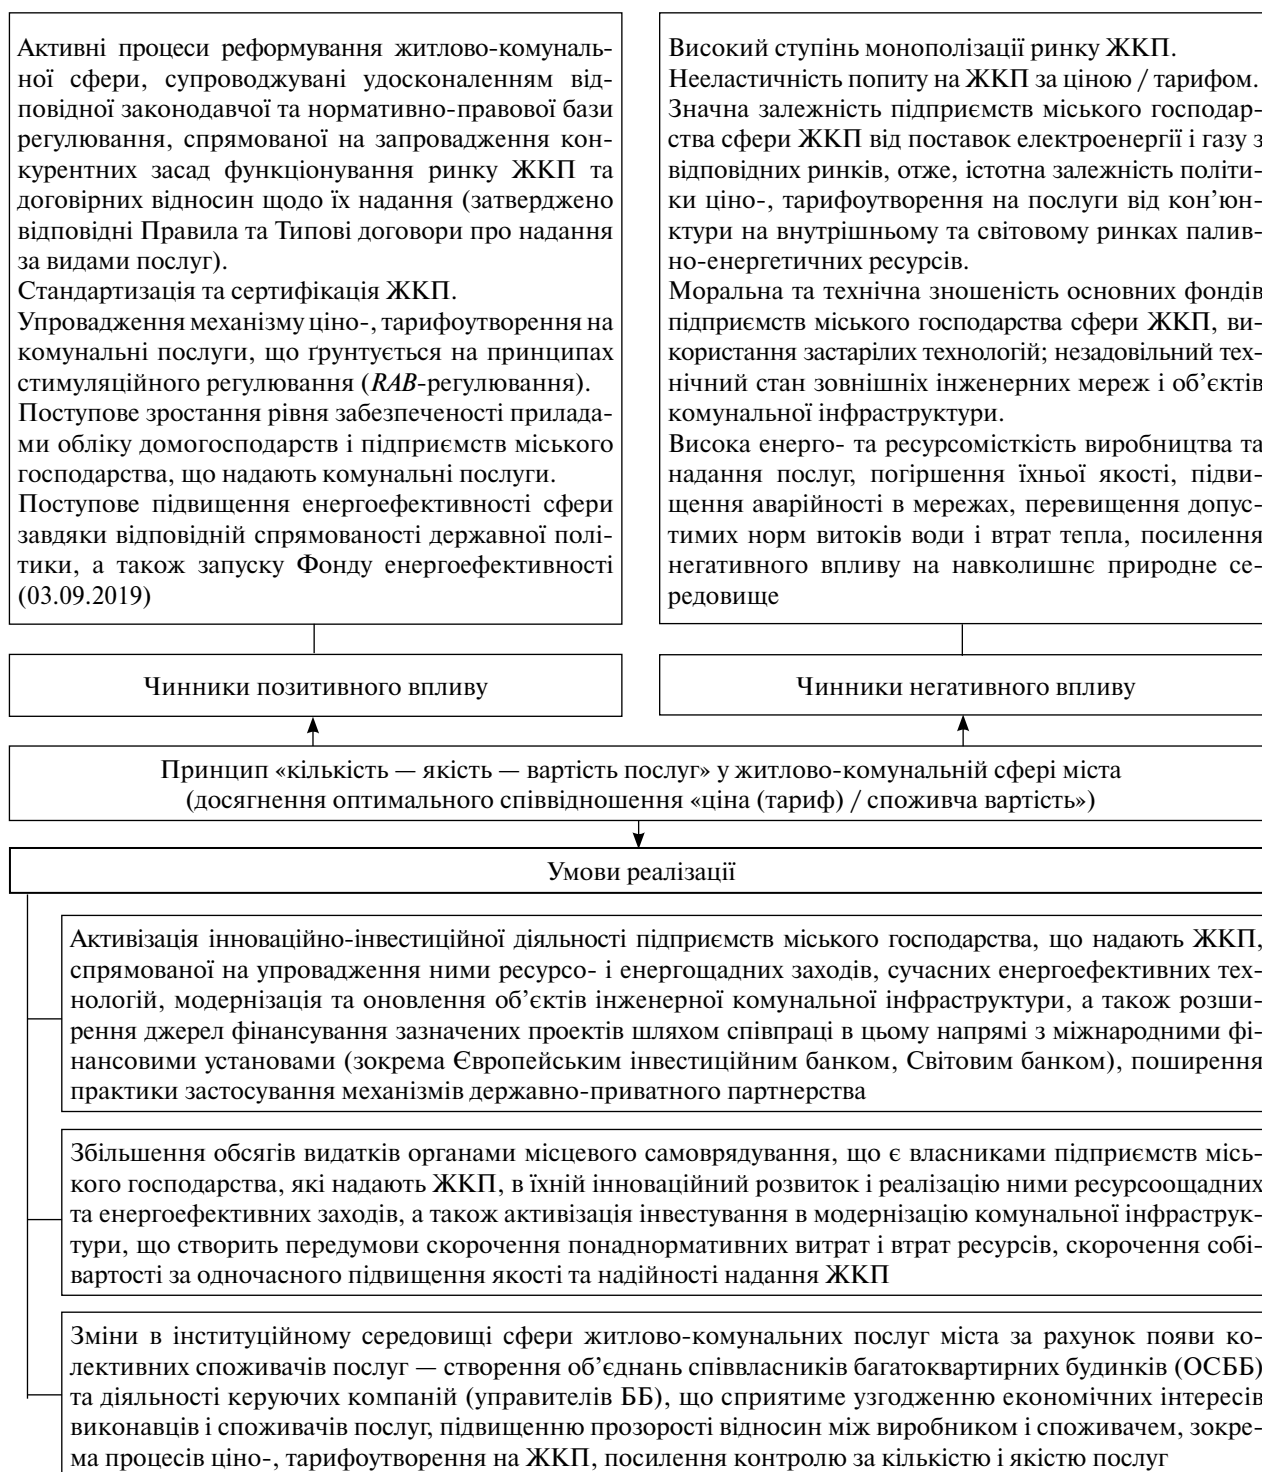 Активні процеси реформування житлово-комуналь-
ної сфери, супроводжувані удосконаленням від-
повідної законодавчої та нормативно-правової бази
регулювання, спрямованої на запровадження кон-
курентних засад функціонування ринку ЖКП та
договірних відносин щодо їх надання (затверджено
відповідні Правила та Типові договори про надання
за видами послуг).
Стандартизація та сертифікація ЖКП.
Упровадження механізму ціно-, тарифоутворення на
комунальні послуги, що ґрунтується на принципах
стимуляційного регулювання (RAB-регулювання).
Поступове зростання рівня забезпеченості прилада-
ми обліку домогосподарств і підприємств міського
господарства, що надають комунальні послуги.
Поступове підвищення енергоефективності сфери
завдяки відповідній спрямованості державної полі-
тики, а також запуску Фонду енергоефективності
(03.09.2019)
Високий ступінь монополізації ринку ЖКП.
Нееластичність попиту на ЖКП за ціною / тарифом.
Значна залежність підприємств міського господар-
ства сфери ЖКП від поставок електроенергії і газу з
відповідних ринків, отже, істотна залежність політи-
ки ціно-, тарифоутворення на послуги від кон’юн-
ктури на внутрішньому та світовому ринках палив-
но-енергетичних ресурсів.
Моральна та технічна зношеність основних фондів
підприємств міського господарства сфери ЖКП, ви-
користання застарілих технологій; незадовільний тех-
нічний стан зовнішніх інженерних мереж і об’єктів
комунальної інфраструктури.
Висока енерго- та ресурсомісткість виробництва та
надання послуг, погіршення їхньої якості, підви-
щення аварійності в мережах, перевищення допус-
тимих норм витоків води і втрат тепла, посилення
негативного впливу на навколишнє природне се-
редовище
Чинники позитивного впливу
Чинники негативного впливу
Принцип «кількість — якість — вартість послуг» у житлово-комунальній сфері міста
(досягнення оптимального співвідношення «ціна (тариф) / споживча вартість»)
Умови реалізації
Активізація інноваційно-інвестиційної діяльності підприємств міського господарства, що надають ЖКП,
спрямованої на упровадження ними ресурсо- і енергощадних заходів, сучасних енергоефективних тех-
нологій, модернізація та оновлення об’єктів інженерної комунальної інфраструктури, а також розши-
рення джерел фінансування зазначених проектів шляхом співпраці в цьому напрямі з міжнародними фі-
нансовими установами (зокрема Європейським інвестиційним банком, Світовим банком), поширення
практики застосування механізмів державно-приватного партнерства
Збільшення обсягів видатків органами місцевого самоврядування, що є власниками підприємств місь-
кого господарства, які надають ЖКП, в їхній інноваційний розвиток і реалізацію ними ресурсоощадних
та енергоефективних заходів, а також активізація інвестування в модернізацію комунальної інфраструк-
тури, що створить передумови скорочення понаднормативних витрат і втрат ресурсів, скорочення собі-
вартості за одночасного підвищення якості та надійності надання ЖКП
Зміни в інституційному середовищі сфери житлово-комунальних послуг міста за рахунок появи ко-
лективних споживачів послуг — створення об’єднань співвласників багатоквартирних будинків (ОСББ)
та діяльності керуючих компаній (управителів ББ), що сприятиме узгодженню економічних інтересів
виконавців і споживачів послуг, підвищенню прозорості відносин між виробником і споживачем, зокре-
ма процесів ціно-, тарифоутворення на ЖКП, посилення контролю за кількістю і якістю послуг